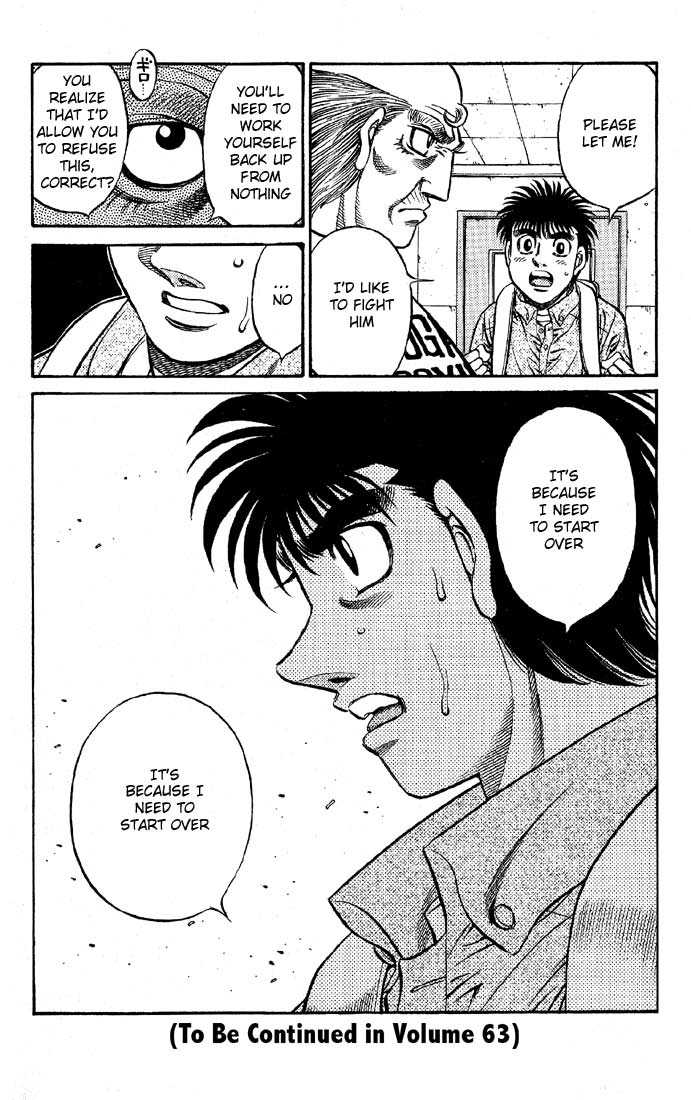 PLEASE
LET ME!
I'D LIKE
TO FIGHT
HIM
YOU'LL
NEED TO
WORK
YOURSELF
BACK UP
FROM
NOTHING
ギロ…
YOU
REALIZE
THAT I'D
ALLOW YOU
TO REFUSE
THIS,
CORRECT?
...
NO
IT'S
BECAUSE
I NEED
TO START
OVER
IT'S
BECAUSE I
NEED TO
START OVER
(To Be Continued in Volume 63)